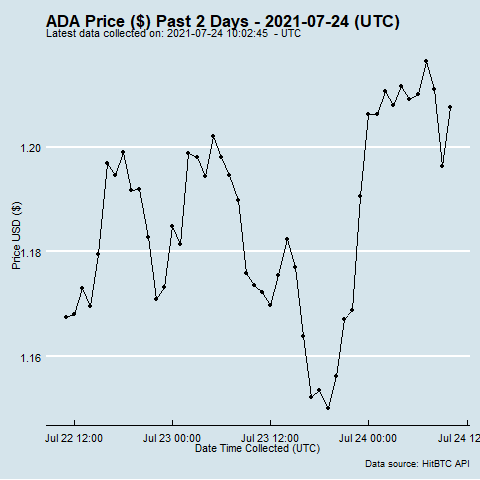 ADA Price ($) Past 2 Days - 2021-07-24 (UTC)
Latest data collected on: 2021-07-24 10:02:45  - UTC
1.20
1.18
1.16
Price USD ($)
Jul 22 12:00 Jul 23 00:00 Jul 23 12:00 Jul 24 00:00 Jul 24 12
Date Time Collected (UTC)
Data source: HitBTC API